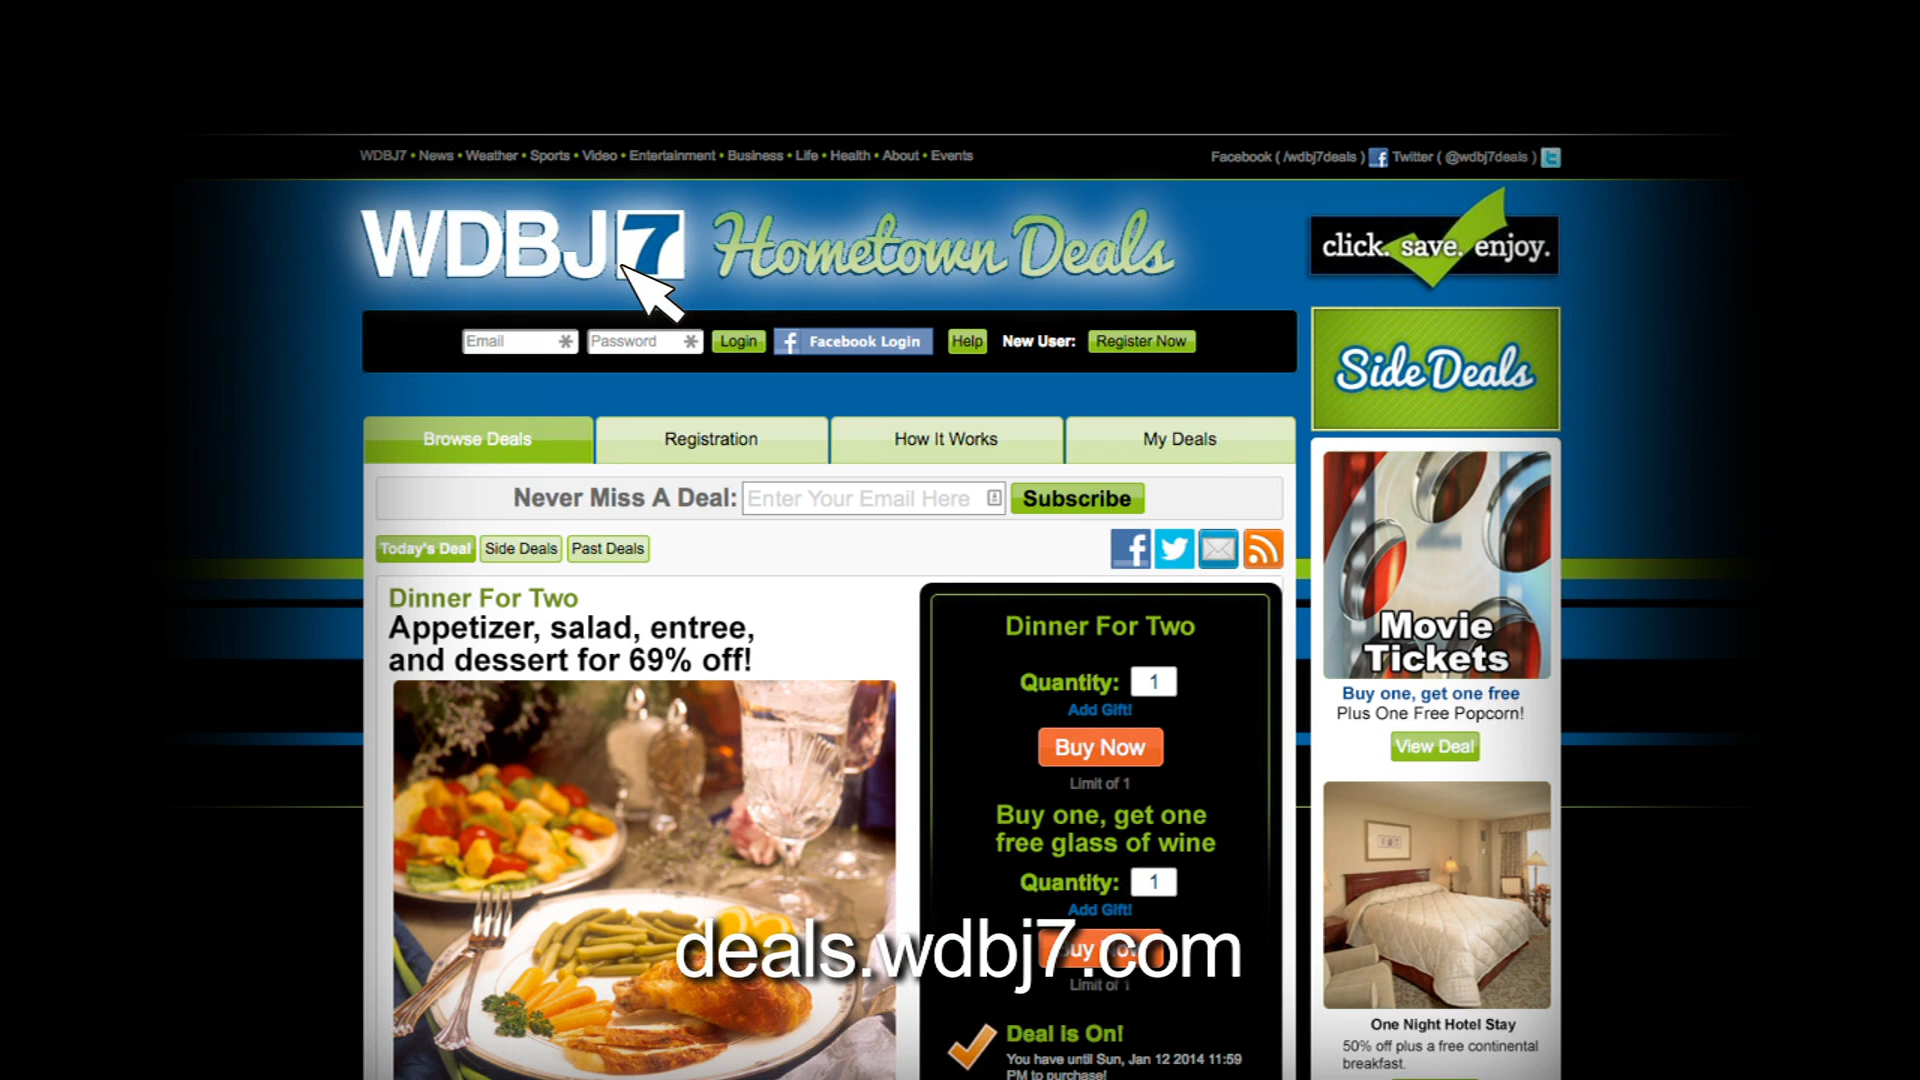 WDBJ7 • News • Weather • Sports • Video • Entertainment • Business • Life • Health • About • Events
Facebook ( /wdbj7deals ) f Twitter ( @wdbj7deals ) t
WDBJ7 Hometown Deals
click. save. enjoy.
Email
Password
Login
f Facebook Login
Help
New User:
Register Now
Side Deals
Browse Deals
Registration
How It Works
My Deals
Never Miss A Deal:
Enter Your Email Here
Subscribe
Today's Deal
Side Deals
Past Deals
f
Dinner For Two
Appetizer, salad, entree,
and dessert for 69% off!
Dinner For Two
Quantity: 1
Add Gift!
Buy Now
Limit of 1
Buy one, get one
free glass of wine
Quantity: 1
Add Gift!
Buy Now
Limit of 1
Deal is On!
You have until Sun, Jan 12 2014 11:59
PM to purchase!
Movie
Tickets
Buy one, get one free
Plus One Free Popcorn!
View Deal
One Night Hotel Stay
50% off plus a free continental
breakfast.
deals.wdbj7.com